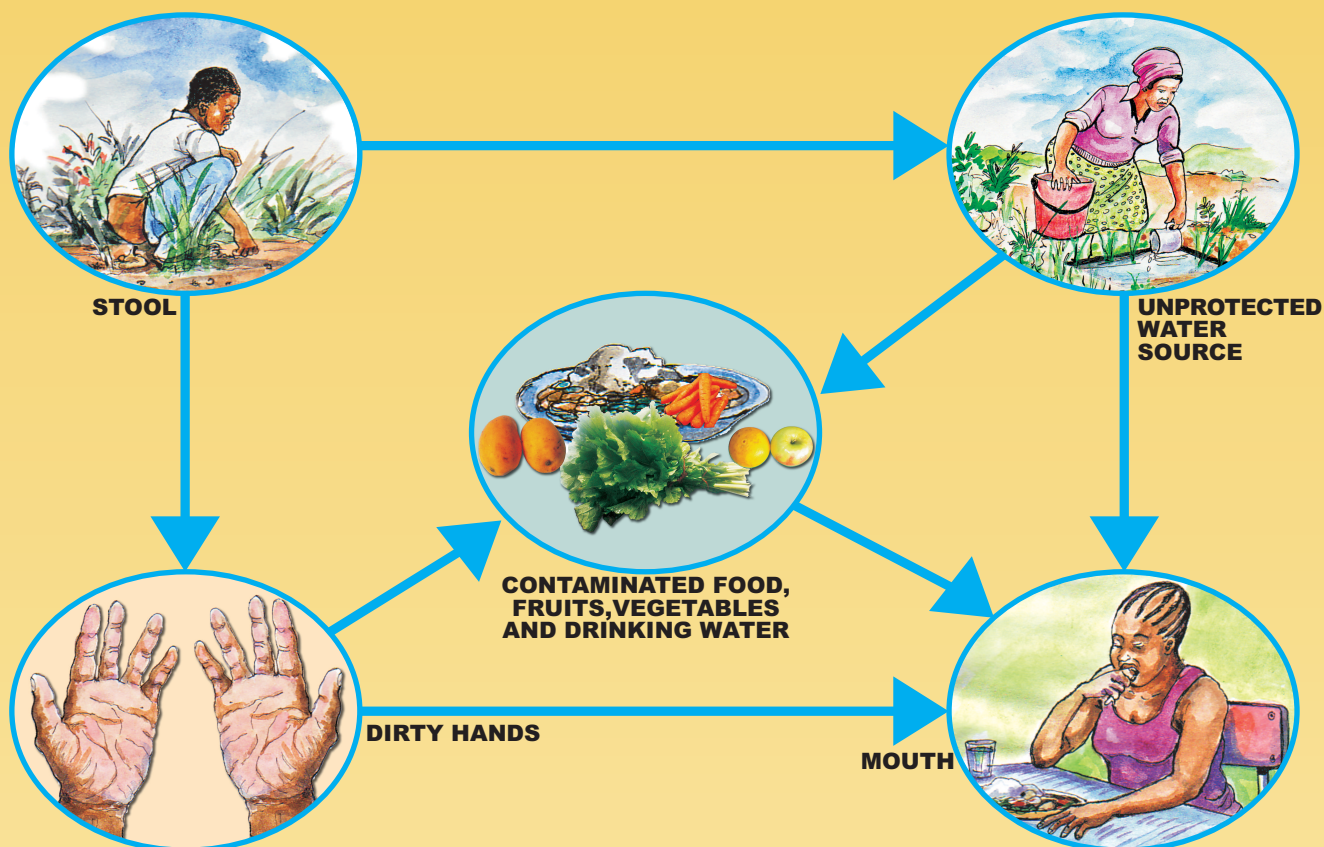 STOOL
UNPROTECTED
WATER
SOURCE
CONTAMINATED FOOD,
FRUITS,VEGETABLES
AND DRINKING WATER
DIRTY HANDS
MOUTH